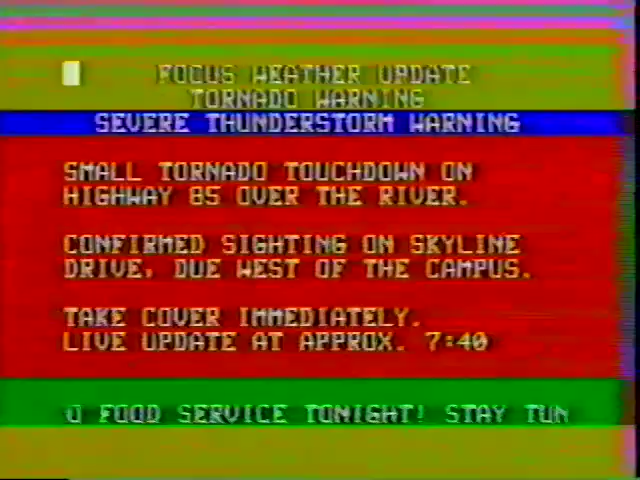 FOCUS WEATHER UPDATE
TORNADO WARNING
SEVERE THUNDERSTORM WARNING
SMALL TORNADO TOUCHDOWN ON
HIGHWAY 85 OVER THE RIVER.
CONFIRMED SIGHTING ON SKYLINE
DRIVE, DUE WEST OF THE CAMPUS.
TAKE COVER IMMEDIATELY.
LIVE UPDATE AT APPROX. 7:40
O FOOD SERVICE TONIGHT! STAY TUN